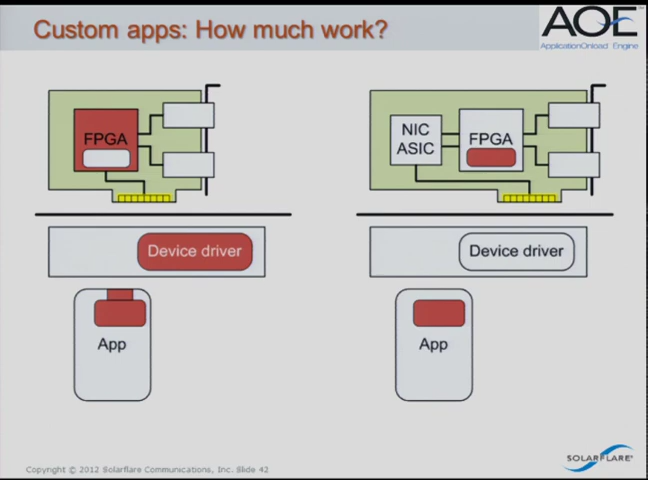 Custom apps: How much work?
AOE
ApplicationOnload Engine
FPGA
NIC
ASIC
FPGA
Device driver
Device driver
App
App
Copyright © 2012 Solarflare Communications, Inc. Slide 42
SOLARFLARE